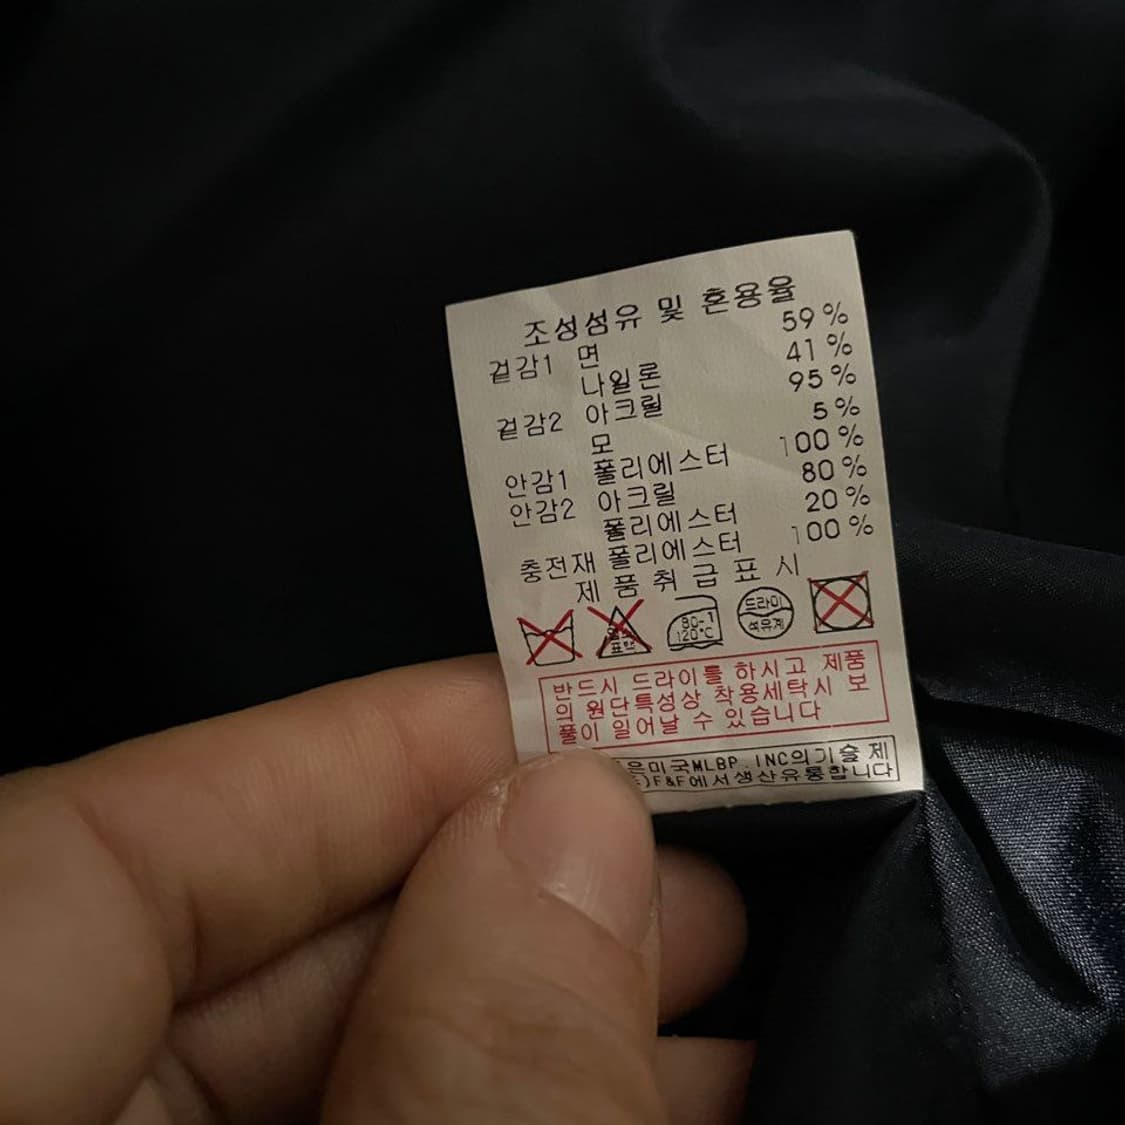 조성섬유 및 혼용율
겉감1 면 59%
나일론 41%
겉감2 아크릴 95%
모 5%
안감1 폴리에스터 100%
안감2 아크릴 80%
폴리에스터 20%
충전재 폴리에스터 100%
제품취급표시
표백
80-120℃
드라이
석유계
반드시 드라이를 하시고 제품
의 원단특성상 착용세탁시 보
풀이 일어날 수 있습니다
은미국MLBP.INC의기술제
)F&F에서생산유통합니다